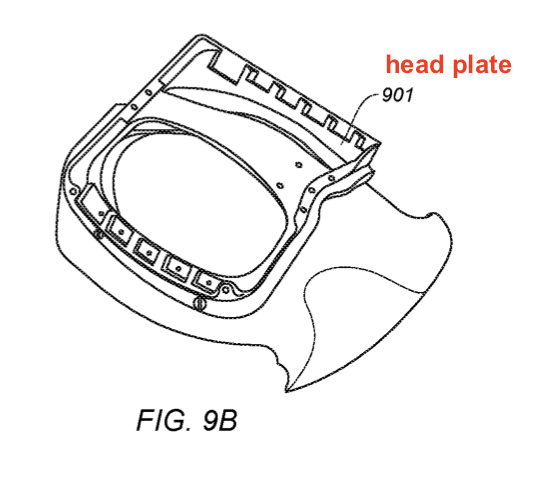 head plate
901
FIG. 9B